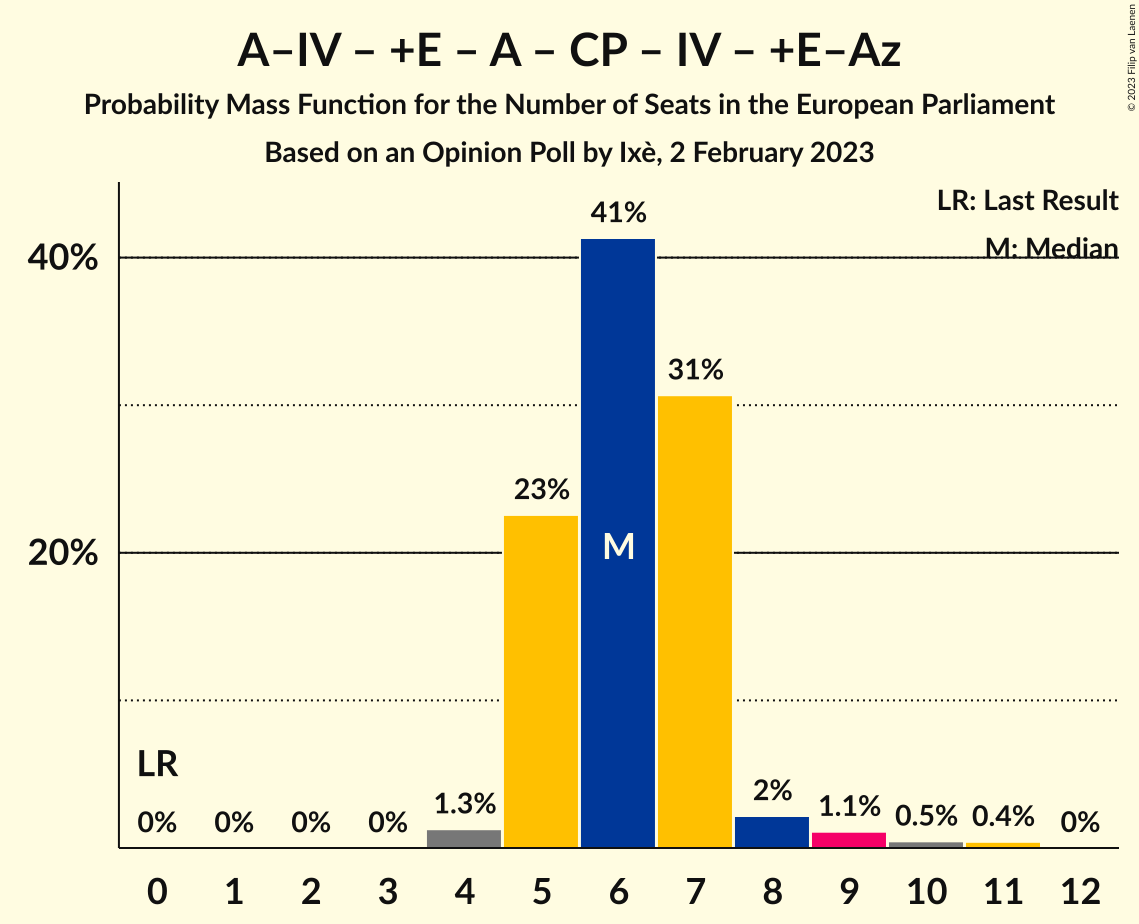 A–IV – +E – A – CP – IV – +E–Az
Probability Mass Function for the Number of Seats in the European Parliament
Based on an Opinion Poll by Ixè, 2 February 2023
© 2023 Filip van Laenen
LR: Last Result
M: Median
40%
20%
41%
31%
23%
M
LR
0%
0%
0%
0%
1.3%
2%
1.1%
0.5%
0.4%
0%
0 1 2 3 4 5 6 7 8 9 10 11 12